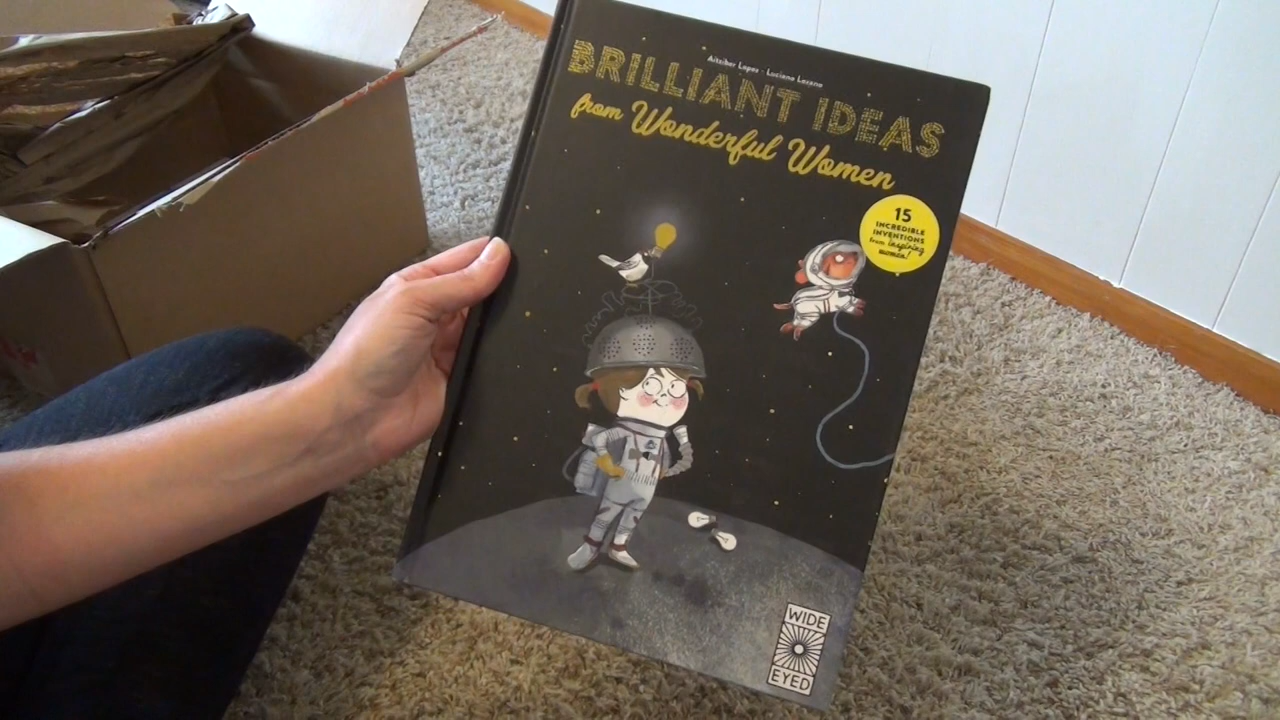 Aitziber Lopez · Luciano Lozano
BRILLIANT IDEAS
from Wonderful Women
15
INCREDIBLE
INVENTIONS
from inspiring
women!
WIDE
EYED